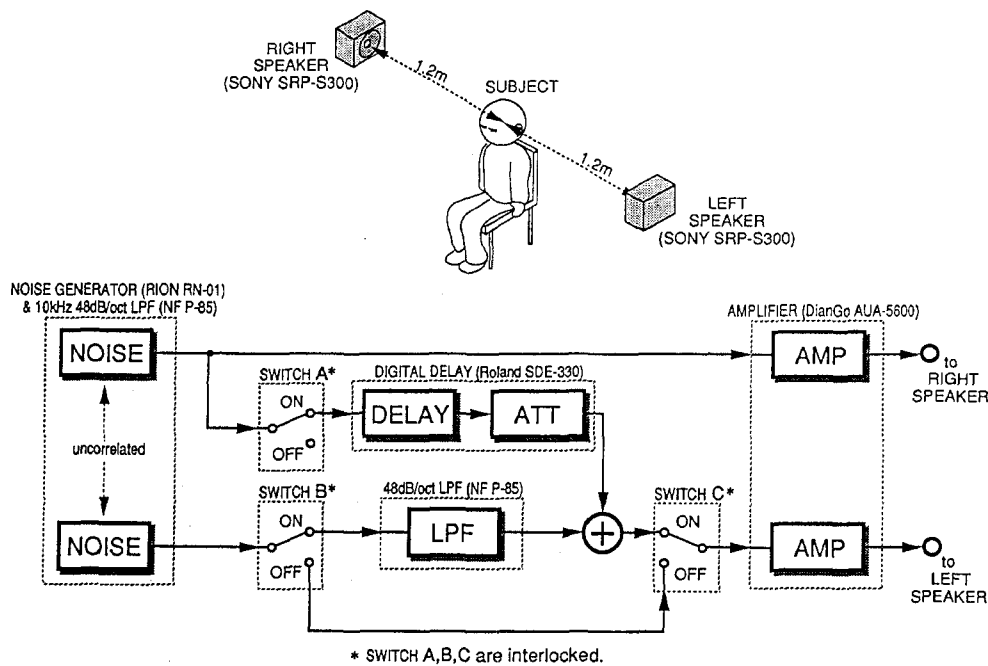 RIGHT
SPEAKER
(SONY SRP-S300)
1.2m
SUBJECT
1.2m
LEFT
SPEAKER
(SONY SRP-S300)
NOISE GENERATOR (RION RN-01)
& 10kHz 48dB/oct LPF (NF P-85)
AMPLIFIER (DianGo AUA-5600)
NOISE
AMP
to
RIGHT
SPEAKER
SWITCH A*
ON
OFF
DIGITAL DELAY (Roland SDE-330)
DELAY
ATT
uncorrelated
SWITCH B*
ON
OFF
48dB/oct LPF (NF P-85)
LPF
+
SWITCH C*
ON
OFF
NOISE
AMP
to
LEFT
SPEAKER
* SWITCH A,B,C are interlocked.